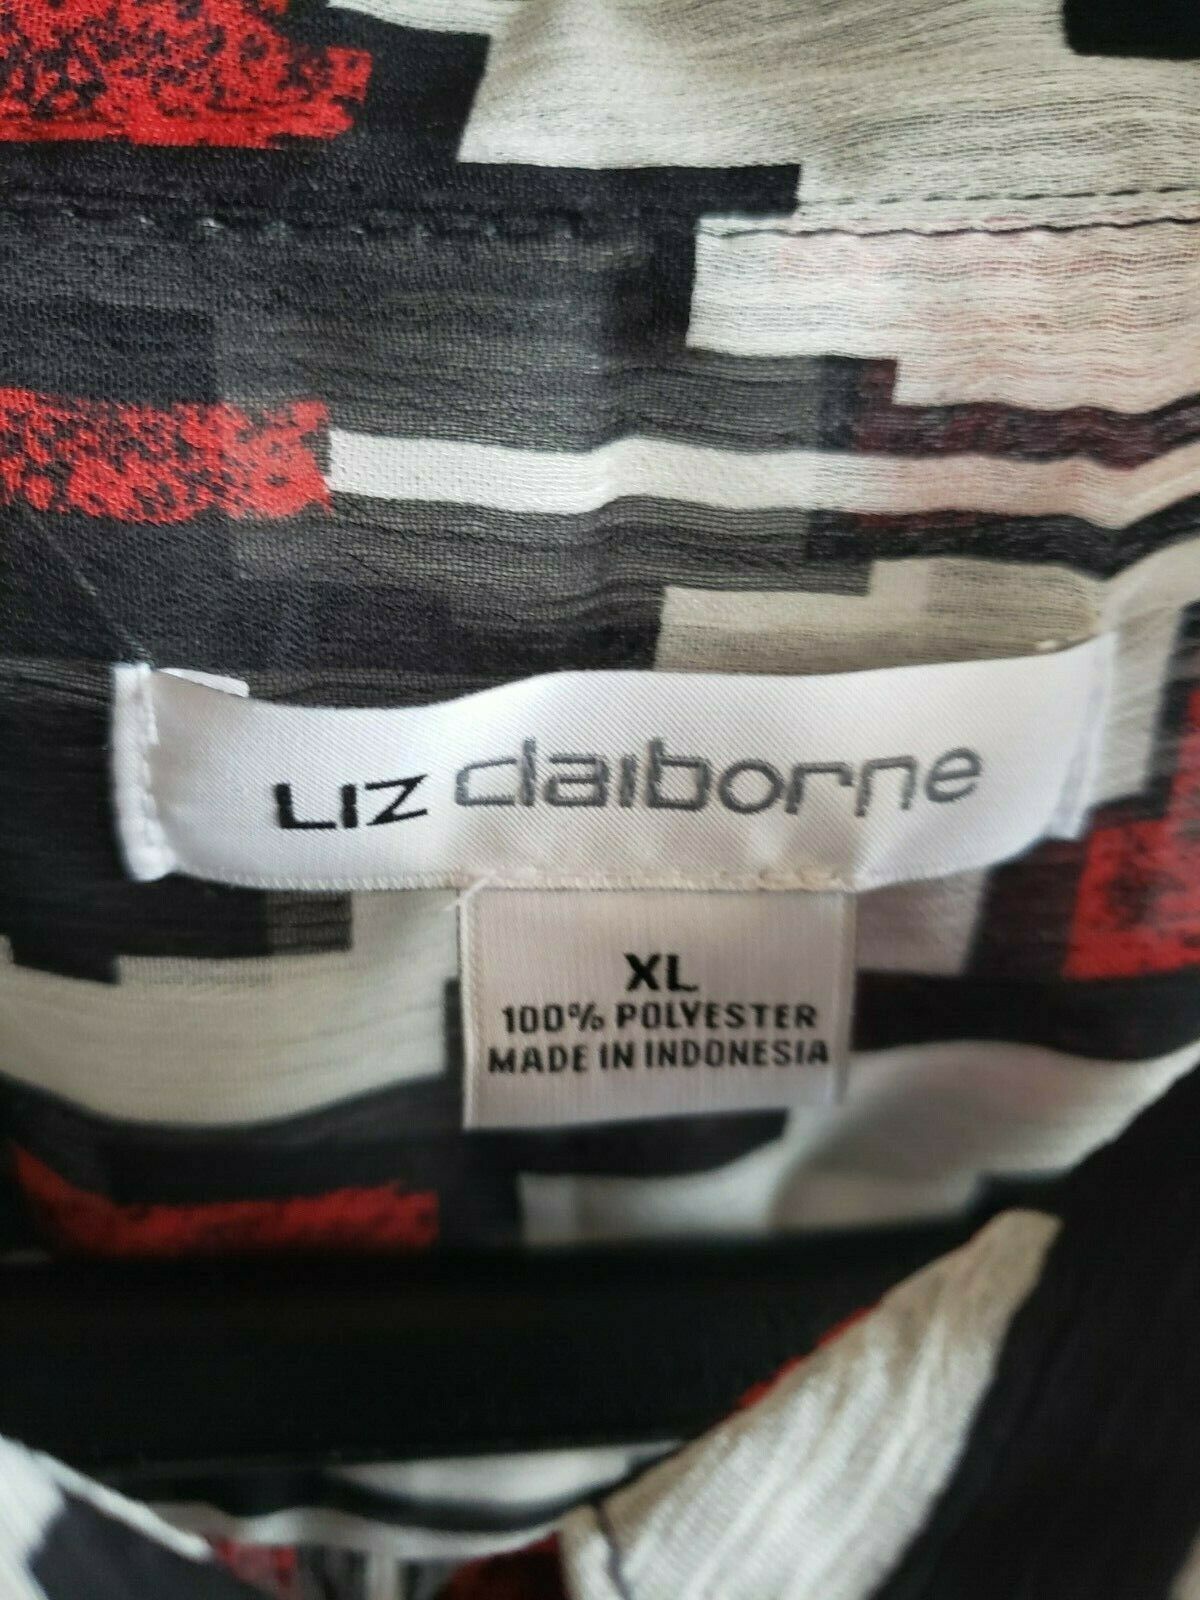 LIZ claiborne
XL
100% POLYESTER
MADE IN INDONESIA